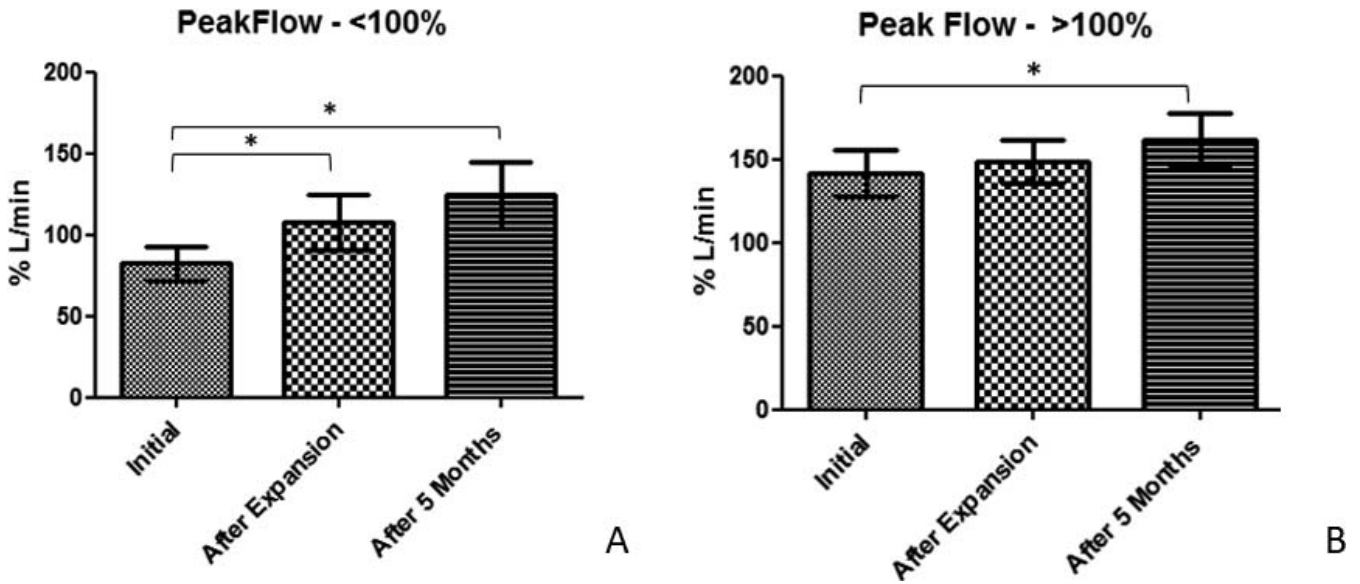 PeakFlow - <100%
200
150
100
50
0
% L/min
*
*
Initial
After Expansion
After 5 Months
A
Peak Flow - >100%
200
150
100
50
0
% L/min
*
Initial
After Expansion
After 5 Months
B